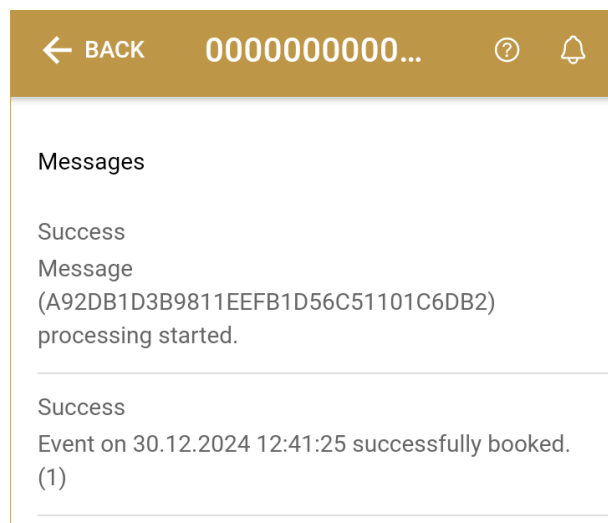 BACK 0000000000...
Messages
Success
Message
(A92DB1D3B9811EEFB1D56C51101C6DB2)
processing started.
Success
Event on 30.12.2024 12:41:25 successfully booked.
(1)